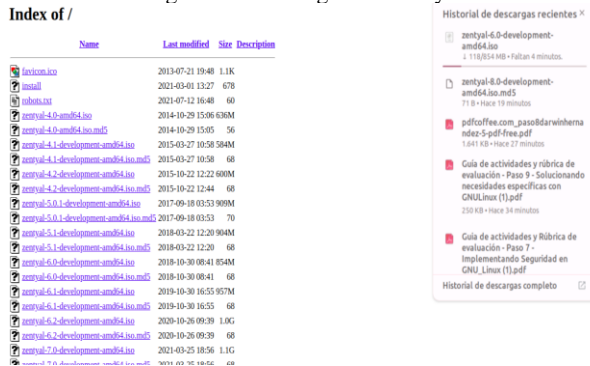 Index of /
Name Last modified Size Description
favicon.ico 2013-07-21 19:48 1.1K
install 2021-03-01 13:27 678
robots.txt 2021-07-12 16:48 60
zentyal-4.0-amd64.iso 2014-10-29 15:06 636M
zentyal-4.0-amd64.iso.md5 2014-10-29 15:05 56
zentyal-4.1-development-amd64.iso 2015-03-27 10:58 584M
zentyal-4.1-development-amd64.iso.md5 2015-03-27 10:58 68
zentyal-4.2-development-amd64.iso 2015-10-22 12:22 600M
zentyal-4.2-development-amd64.iso.md5 2015-10-22 12:44 68
zentyal-5.0.1-development-amd64.iso 2017-09-18 03:53 909M
zentyal-5.0.1-development-amd64.iso.md5 2017-09-18 03:53 70
zentyal-5.1-development-amd64.iso 2018-03-22 12:20 904M
zentyal-5.1-development-amd64.iso.md5 2018-03-22 12:20 68
zentyal-6.0-development-amd64.iso 2018-10-30 08:41 854M
zentyal-6.0-development-amd64.iso.md5 2018-10-30 08:41 68
zentyal-6.1-development-amd64.iso 2019-10-30 16:55 957M
zentyal-6.1-development-amd64.iso.md5 2019-10-30 16:55 68
zentyal-6.2-development-amd64.iso 2020-10-26 09:39 1.0G
zentyal-6.2-development-amd64.iso.md5 2020-10-26 09:39 68
zentyal-7.0-development-amd64.iso 2021-03-25 18:56 1.1G
zentyal-7.0-development-amd64.iso.md5 2021-03-25 18:56 68
Historial de descargas recientes ×
zentyal-6.0-development-
amd64.iso
↓ 118/854 MB • Faltan 4 minutos.
zentyal-8.0-development-
amd64.iso.md5
71 B • Hace 19 minutos
pdfcoffee.com_paso8darwinherna
ndez-5-pdf-free.pdf
1.641 KB • Hace 27 minutos
Guía de actividades y rúbrica de
evaluación - Paso 9 - Solucionando
necesidades específicas con
GNULinux (1).pdf
250 KB • Hace 34 minutos
Guia de actividades y Rúbrica de
evaluación - Paso 7 -
Implementando Seguridad en
GNU_Linux (1).pdf
Historial de descargas completo